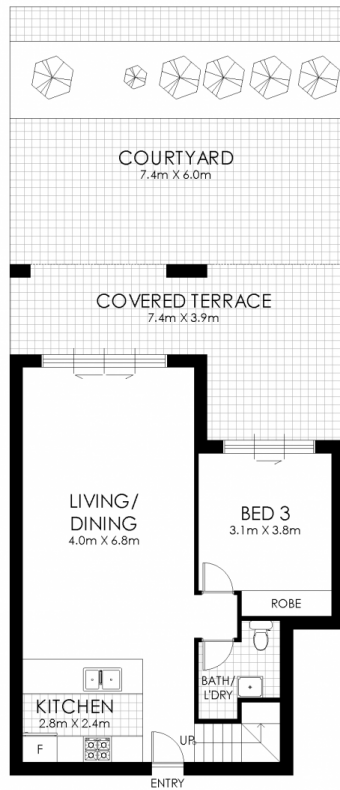 COURTYARD
7.4m X 6.0m
COVERED TERRACE
7.4m X 3.9m
LIVING/
DINING
4.0m X 6.8m
BED 3
3.1m X 3.8m
ROBE
BATH/
L'DRY
KITCHEN
2.8m X 2.4m
F
UP
ENTRY